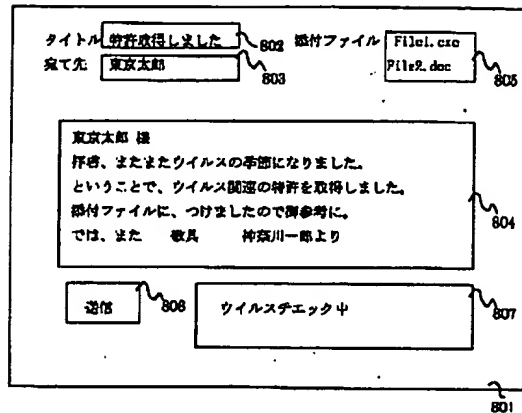 タイトル 特許取得しました 802 添付ファイル File1.exe
宛て先 東京太郎 803 File2.doc 805
東京太郎 様
拝啓、またまたウイルスの季節になりました。
ということで、ウイルス関連の特許を取得しました。
添付ファイルに、つけましたので御参考に。
では、また 敬具 神奈川一郎より
804
送信 806 ウイルスチェック中 807
801